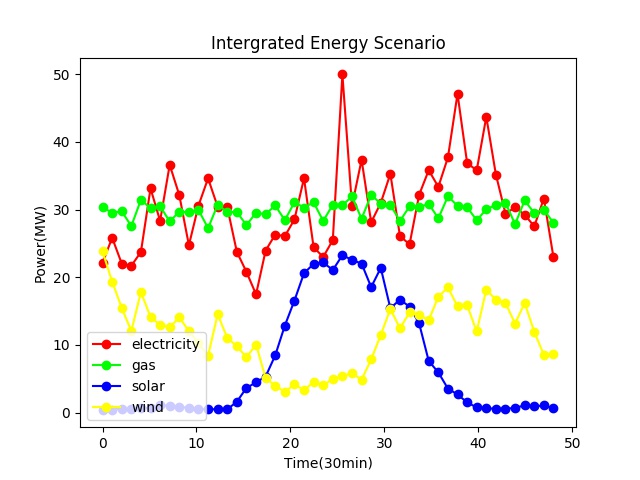 Intergrated Energy Scenario
Power(MW)
50
40
30
20
10
0
electricity
gas
solar
wind
0 10 20 30 40 50
Time(30min)